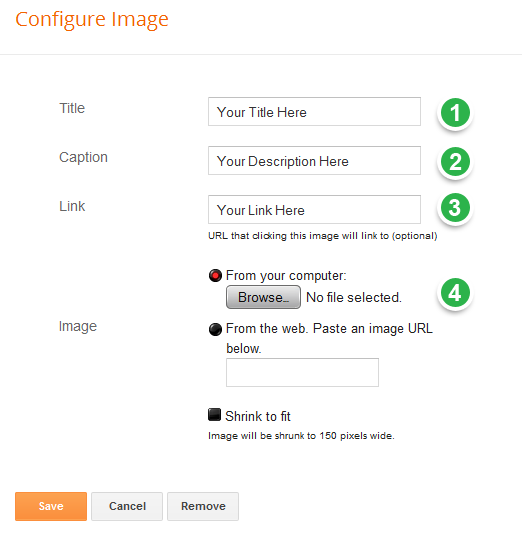 Configure Image
Title
Your Title Here
1
Caption
Your Description Here
2
Link
Your Link Here
3
URL that clicking this image will link to (optional)
From your computer:
Browse... No file selected.
4
Image
From the web. Paste an image URL
below.
Shrink to fit
Image will be shrunk to 150 pixels wide.
Save Cancel Remove